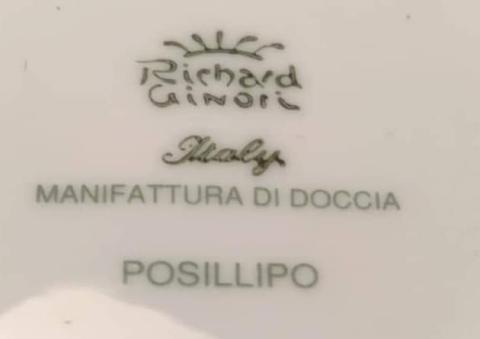 Richard
Ginori
Italy
MANIFATTURA DI DOCCIA
POSILLIPO